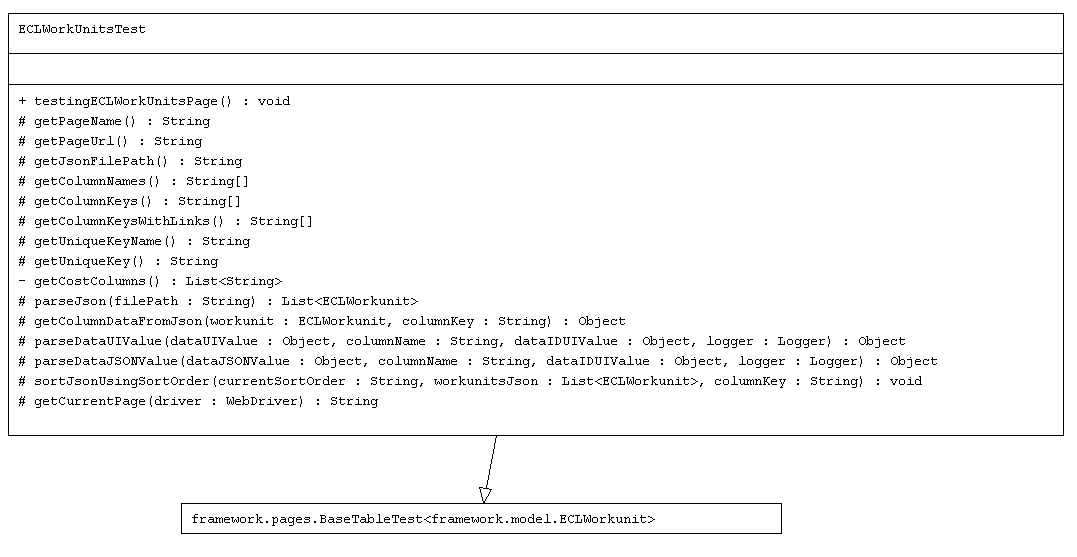 ECLWorkUnitsTest
+ testingECLWorkUnitsPage() : void
# getPageName() : String
# getPageUrl() : String
# getJsonFilePath() : String
# getColumnNames() : String[]
# getColumnKeys() : String[]
# getColumnKeysWithLinks() : String[]
# getUniqueKeyName() : String
# getUniqueKey() : String
- getCostColumns() : List<String>
# parseJson(filePath : String) : List<ECLWorkunit>
# getColumnDataFromJson(workunit : ECLWorkunit, columnKey : String) : Object
# parseDataUIValue(dataUIValue : Object, columnName : String, dataIDUIValue : Object, logger : Logger) : Object
# parseDataJSONValue(dataJSONValue : Object, columnName : String, dataIDUIValue : Object, logger : Logger) : Object
# sortJsonUsingSortOrder(currentSortOrder : String, workunitsJson : List<ECLWorkunit>, columnKey : String) : void
# getCurrentPage(driver : WebDriver) : String
framework.pages.BaseTableTest<framework.model.ECLWorkunit>